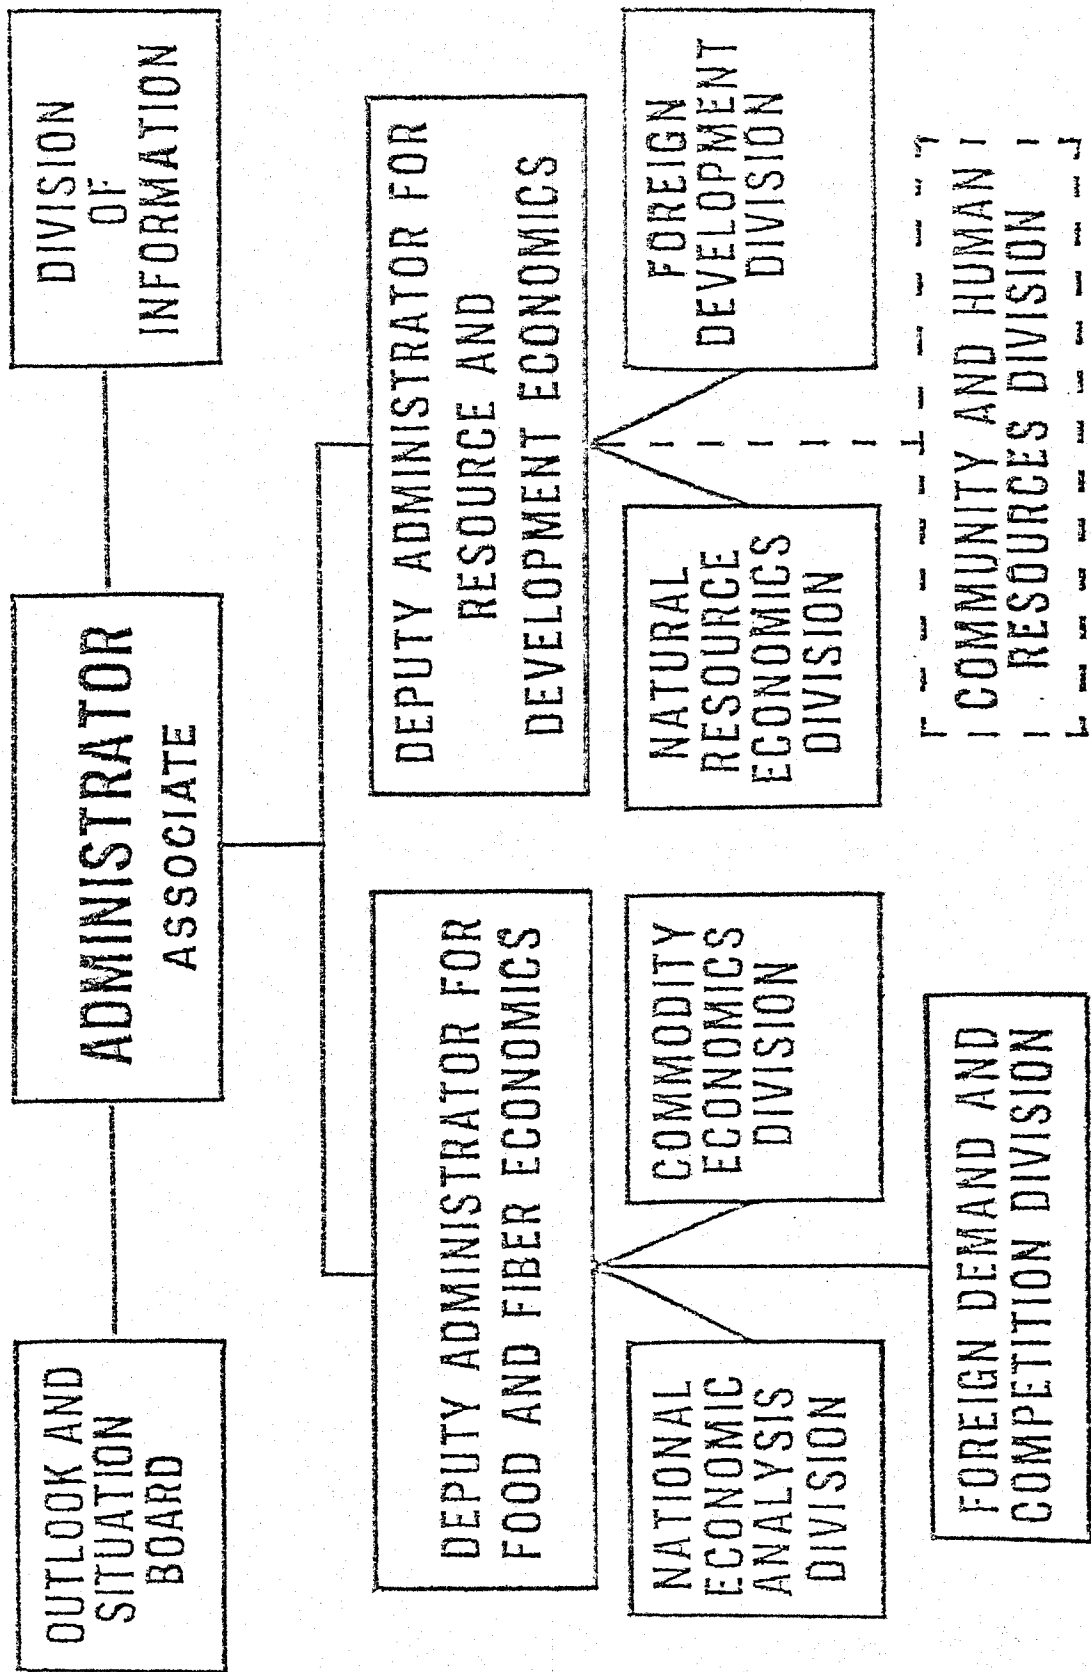 OUTLOOK AND
SITUATION
BOARD
ADMINISTRATOR
ASSOCIATE
DIVISION
OF
INFORMATION
DEPUTY ADMINISTRATOR FOR
FOOD AND FIBER ECONOMICS
DEPUTY ADMINISTRATOR FOR
RESOURCE AND
DEVELOPMENT ECONOMICS
NATIONAL
ECONOMIC
ANALYSIS
DIVISION
COMMODITY
ECONOMICS
DIVISION
NATURAL
RESOURCE
ECONOMICS
DIVISION
FOREIGN
DEVELOPMENT
DIVISION
FOREIGN DEMAND AND
COMPETITION DIVISION
COMMUNITY AND HUMAN
RESOURCES DIVISION